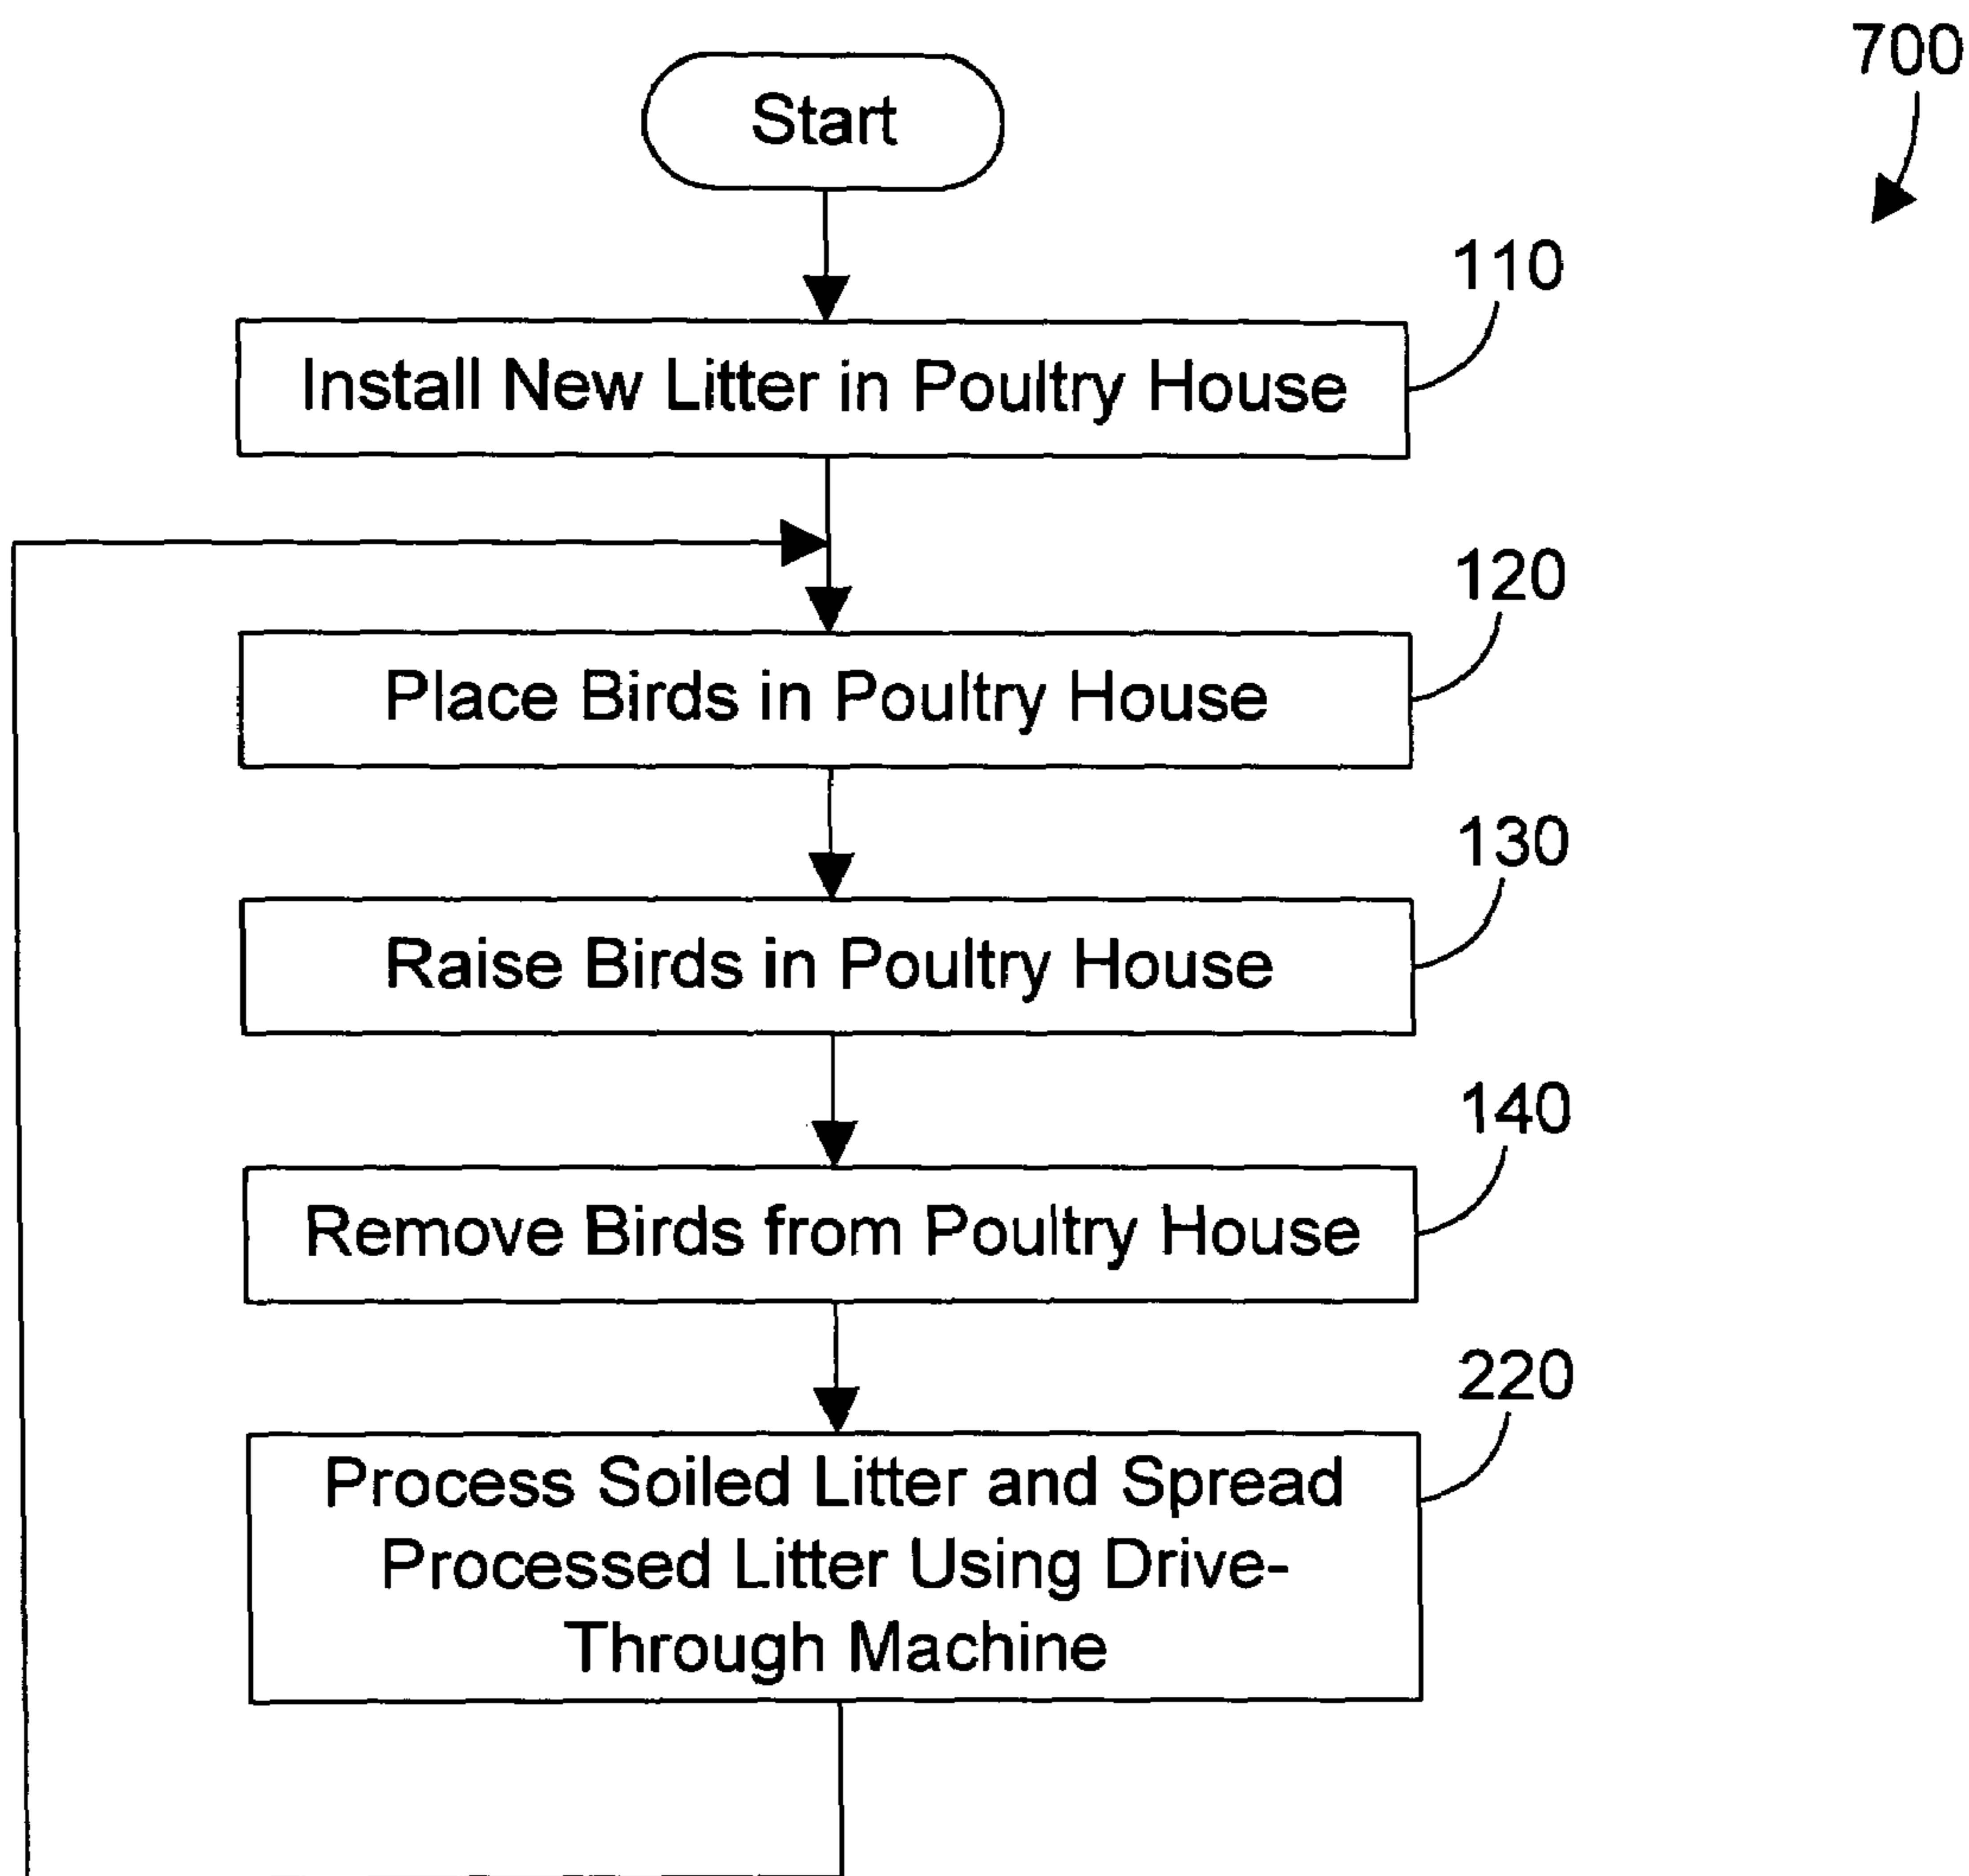 700
Start
110
Install New Litter in Poultry House
120
Place Birds in Poultry House
130
Raise Birds in Poultry House
140
Remove Birds from Poultry House
220
Process Soiled Litter and Spread
Processed Litter Using Drive-
Through Machine